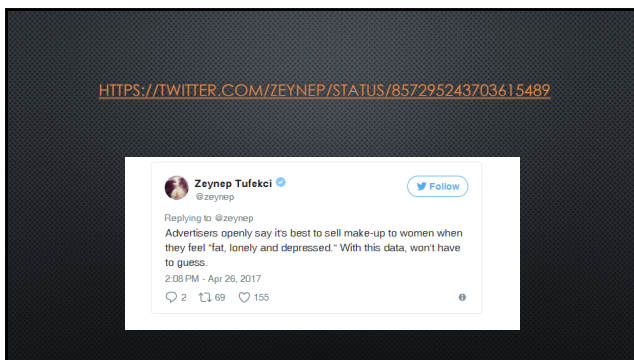 HTTPS://TWITTER.COM/ZEYNEP/STATUS/857295243703615489
Zeynep Tufekci
@zeynep
Follow
Replying to @zeynep
Advertisers openly say it's best to sell make-up to women when
they feel "fat, lonely and depressed." With this data, won't have
to guess.
2:08 PM - Apr 26, 2017
2 69 155